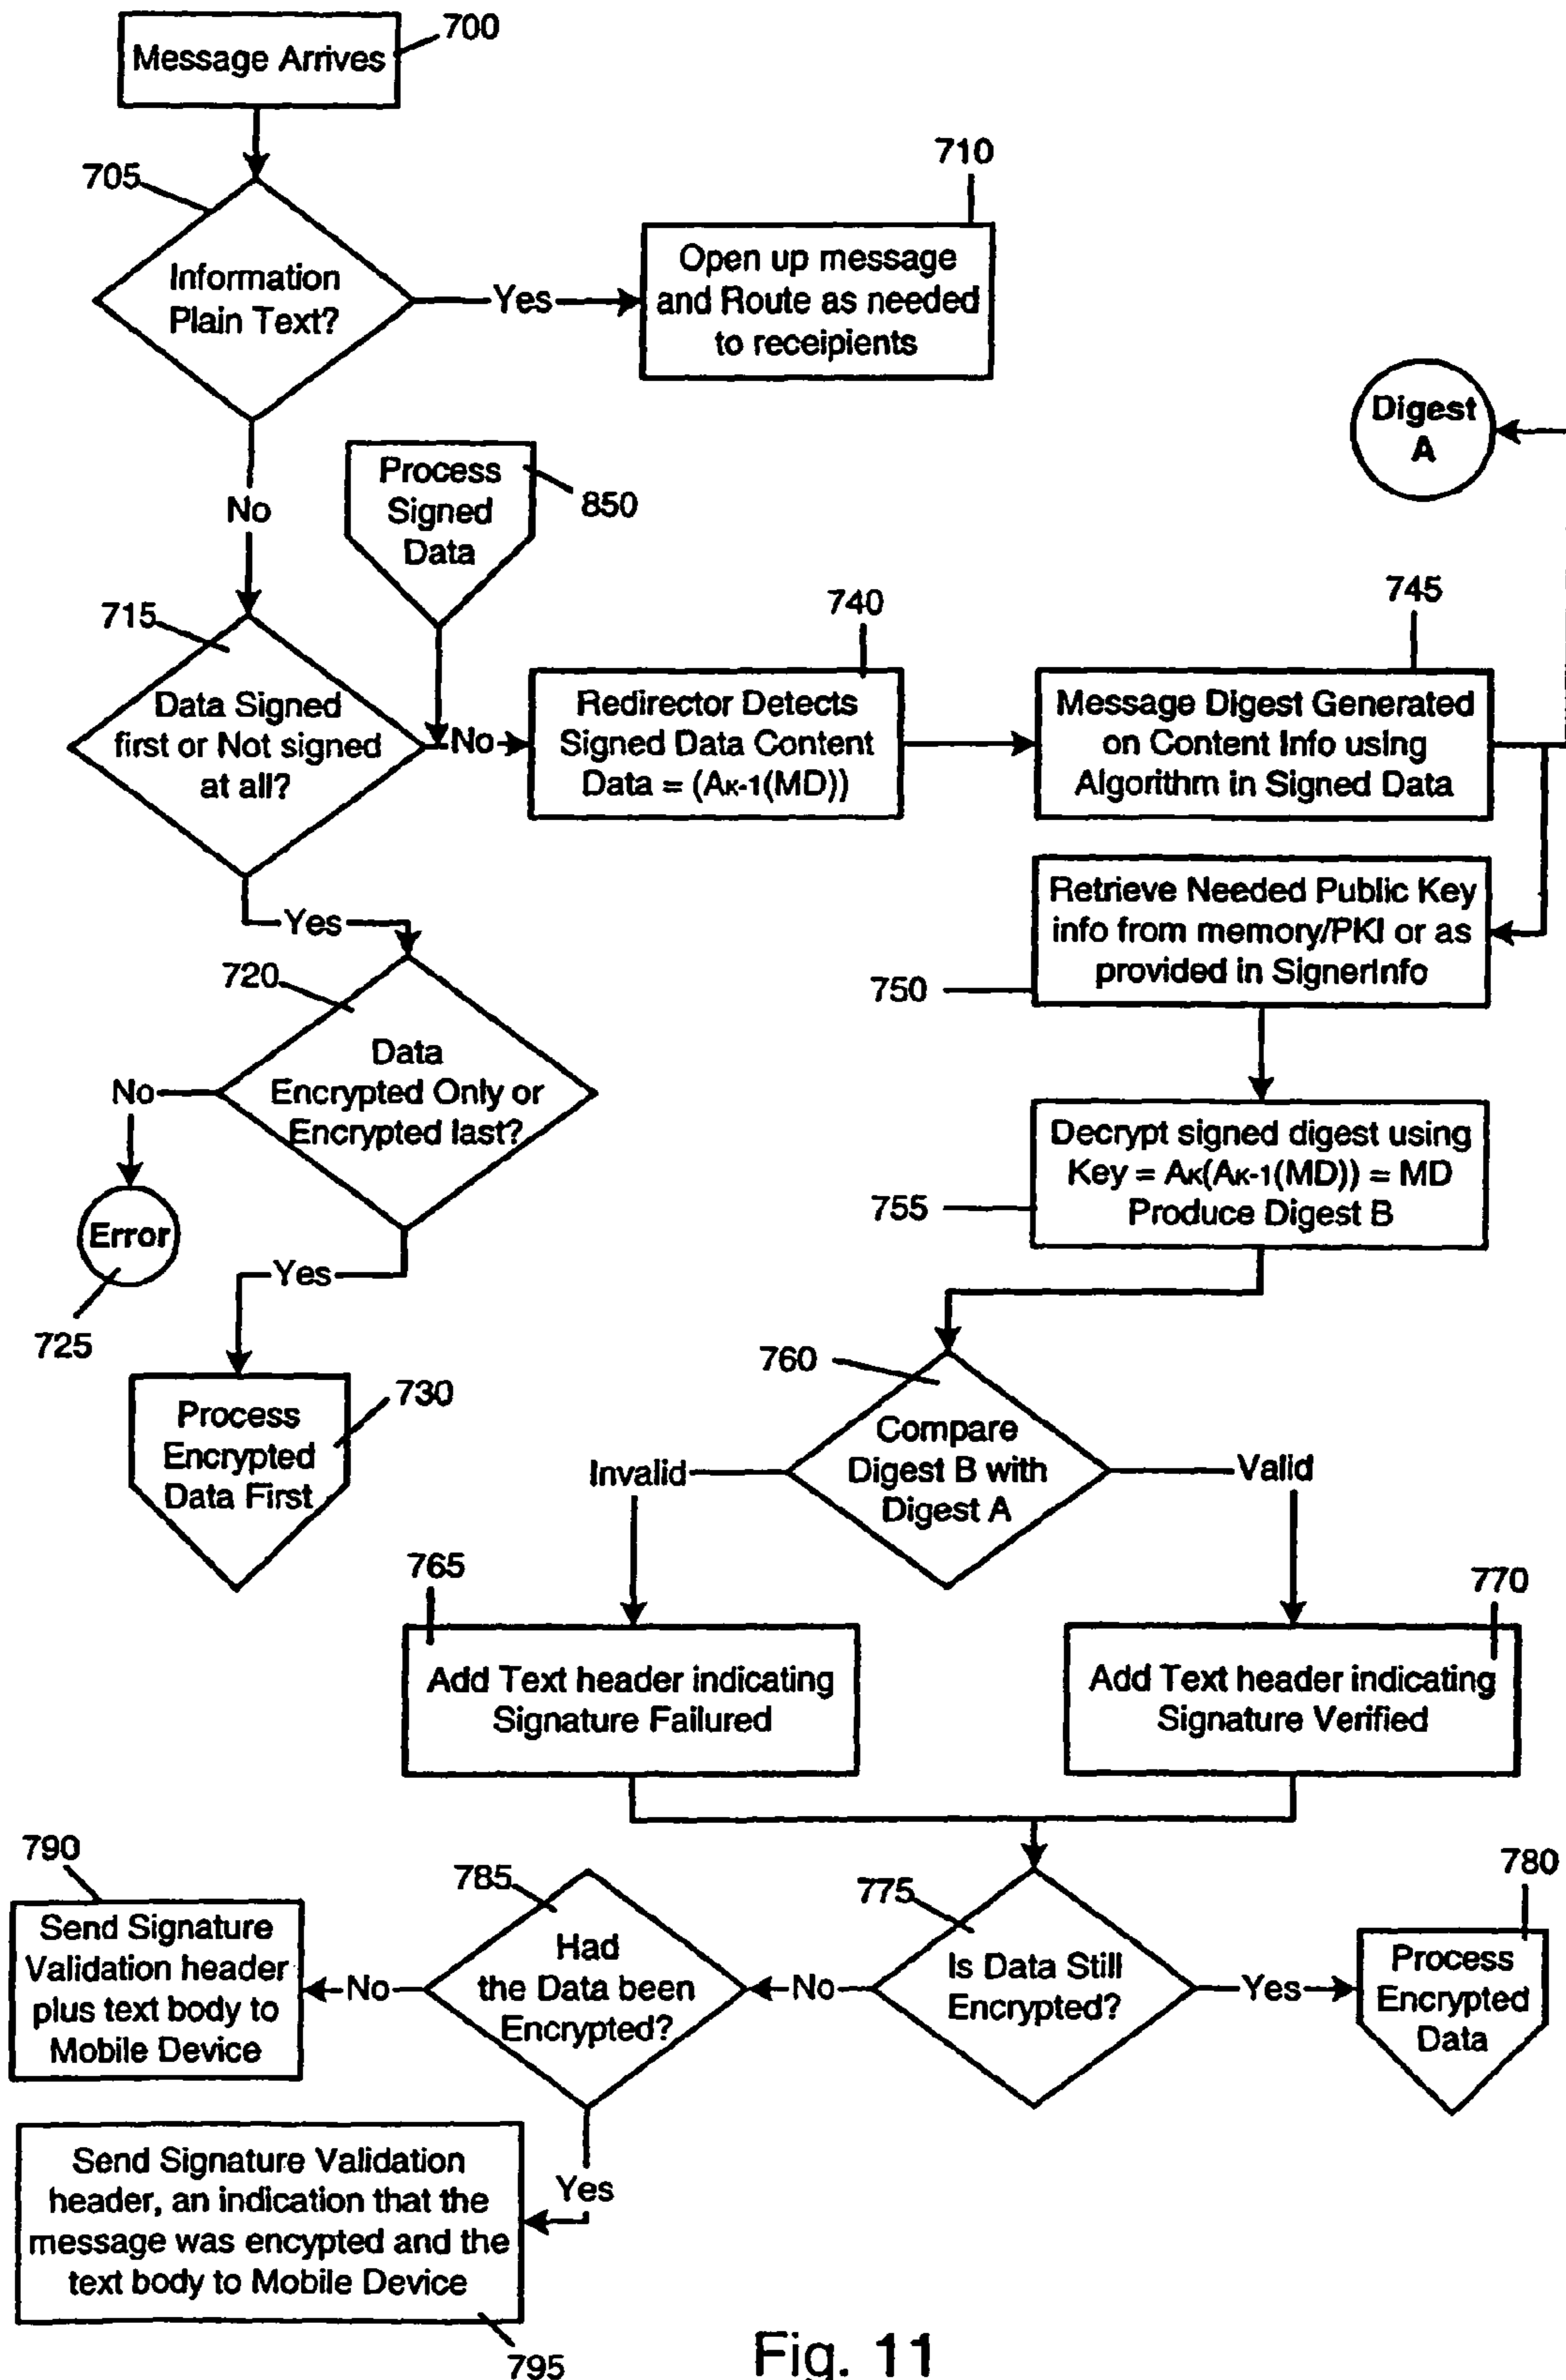 Message Arrives
700
705
Information
Plain Text?
Yes
710
Open up message
and Route as needed
to receipients
Digest
A
No
Process
Signed
Data
850
715
Data Signed
first or Not signed
at all?
No
740
Redirector Detects
Signed Data Content
Data = (AK-1(MD))
745
Message Digest Generated
on Content Info using
Algorithm in Signed Data
Retrieve Needed Public Key
info from memory/PKI or as
provided in SignerInfo
750
Yes
720
Data
Encrypted Only or
Encrypted last?
No
Error
725
Yes
Process
Encrypted
Data First
730
Decrypt signed digest using
Key = AK(AK-1(MD)) = MD
Produce Digest B
755
760
Compare
Digest B with
Digest A
Invalid
Valid
765
Add Text header indicating
Signature Failured
770
Add Text header indicating
Signature Verified
775
Is Data Still
Encrypted?
Yes
780
Process
Encrypted
Data
No
785
Had
the Data been
Encrypted?
No
790
Send Signature
Validation header
plus text body to
Mobile Device
Yes
Send Signature Validation
header, an indication that the
message was encypted and the
text body to Mobile Device
795
Fig. 11